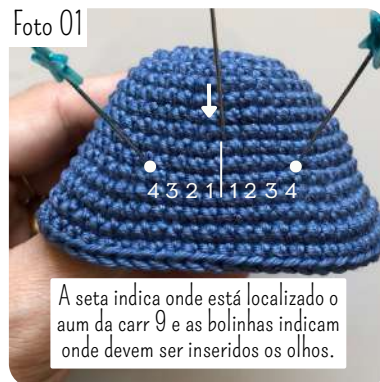 Foto 01
4 3 2 1 | 1 2 3 4
A seta indica onde está localizado o
aum da carr 9 e as bolinhas indicam
onde devem ser inseridos os olhos.